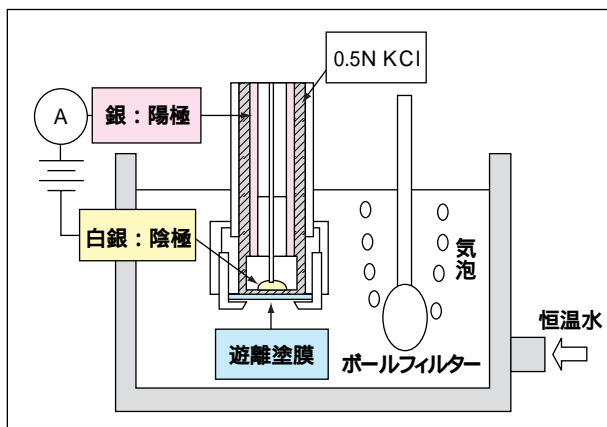 0.5N KCl
A
銀：陽極
白銀：陰極
遊離塗膜
気泡
ボールフィルター
恒温水